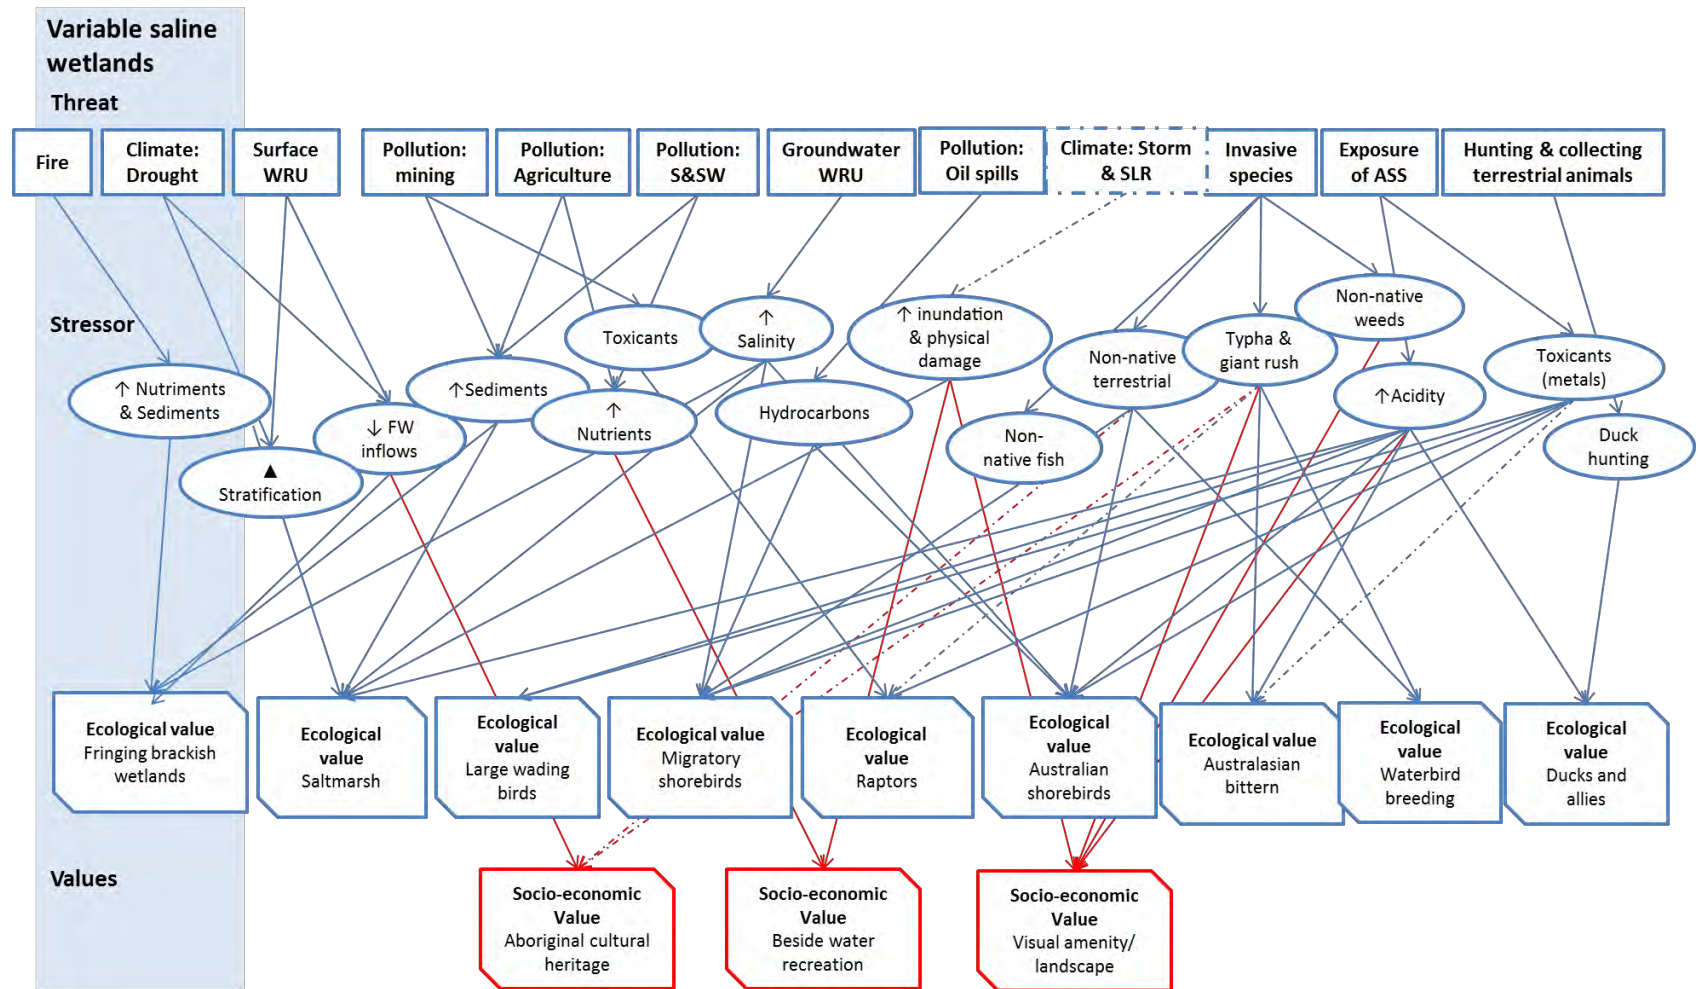 Variable saline
wetlands
Threat
Fire
Climate:
Drought
Surface
WRU
Pollution:
mining
Pollution:
Agriculture
Pollution:
S&SW
Groundwater
WRU
Pollution:
Oil spills
Climate: Storm
& SLR
Invasive
species
Exposure
of ASS
Hunting & collecting
terrestrial animals
Stressor
↑ Nutriments
& Sediments
▲
Stratification
↓ FW
inflows
↑Sediments
Toxicants
↑
Nutrients
↑
Salinity
Hydrocarbons
↑ inundation
& physical
damage
Non-
native fish
Non-native
terrestrial
Typha &
giant rush
Non-native
weeds
↑Acidity
Toxicants
(metals)
Duck
hunting
Ecological value
Fringing brackish
wetlands
Ecological
value
Saltmarsh
Ecological
value
Large wading
birds
Ecological value
Migratory
shorebirds
Ecological
value
Raptors
Ecological
value
Australian
shorebirds
Ecological value
Australasian
bittern
Ecological
value
Waterbird
breeding
Ecological
value
Ducks and
allies
Values
Socio-economic
Value
Aboriginal cultural
heritage
Socio-economic
Value
Beside water
recreation
Socio-economic
Value
Visual amenity/
landscape